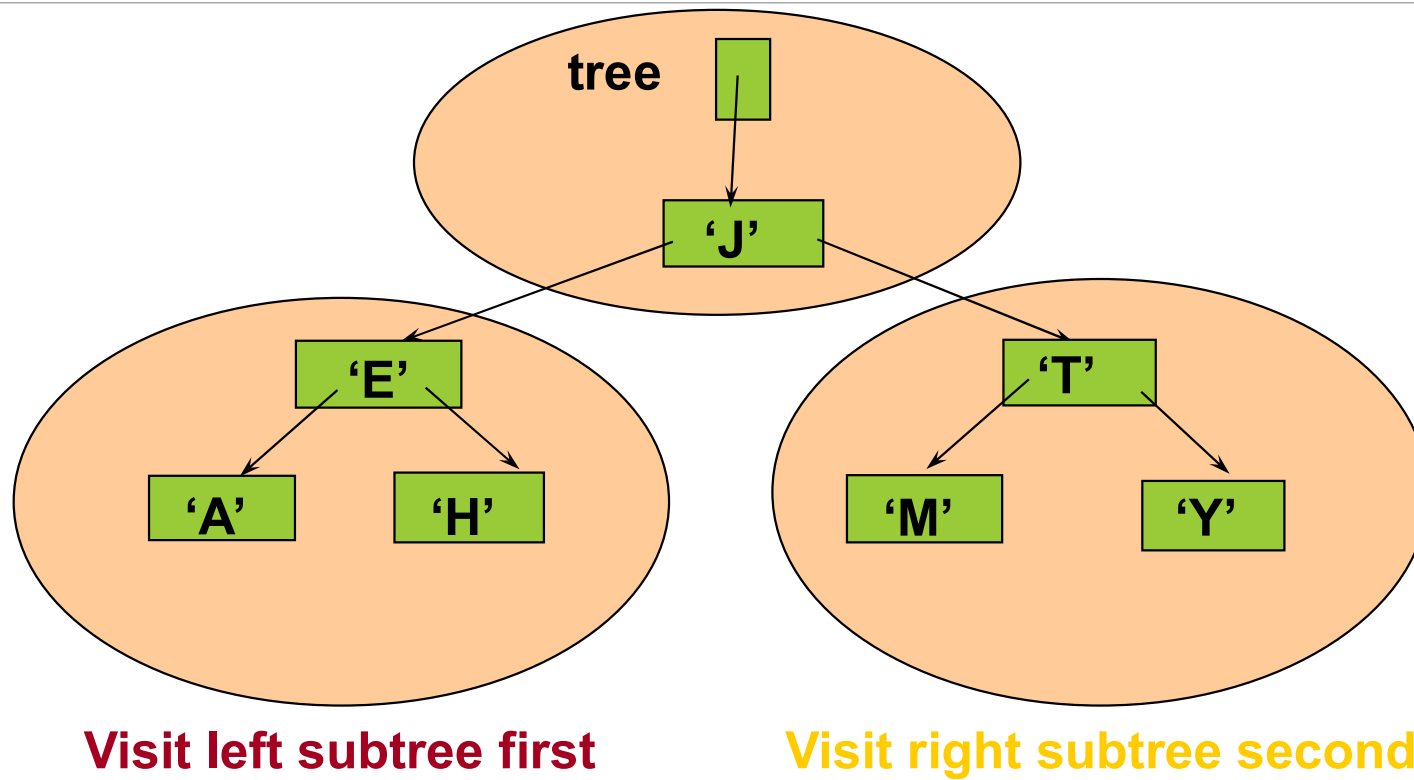 tree
‘J’
‘E’
‘T’
‘A’
‘H’
‘M’
‘Y’
Visit left subtree first
Visit right subtree second